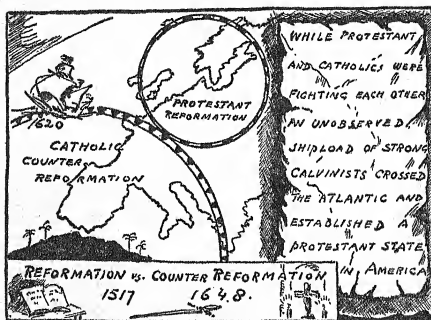 PROTESTANT
REFORMATION
1620
CATHOLIC
COUNTER
REFORMATION
WHILE PROTESTANT
AND CATHOLICS WERE
FIGHTING EACH OTHER
AN UNOBSERVED,
SHIPLOAD OF STRONG
CALVINISTS CROSSED
THE ATLANTIC AND
ESTABLISHED A
PROTESTANT STATE
IN AMERICA
REFORMATION VS. COUNTER REFORMATION
1517 1648.